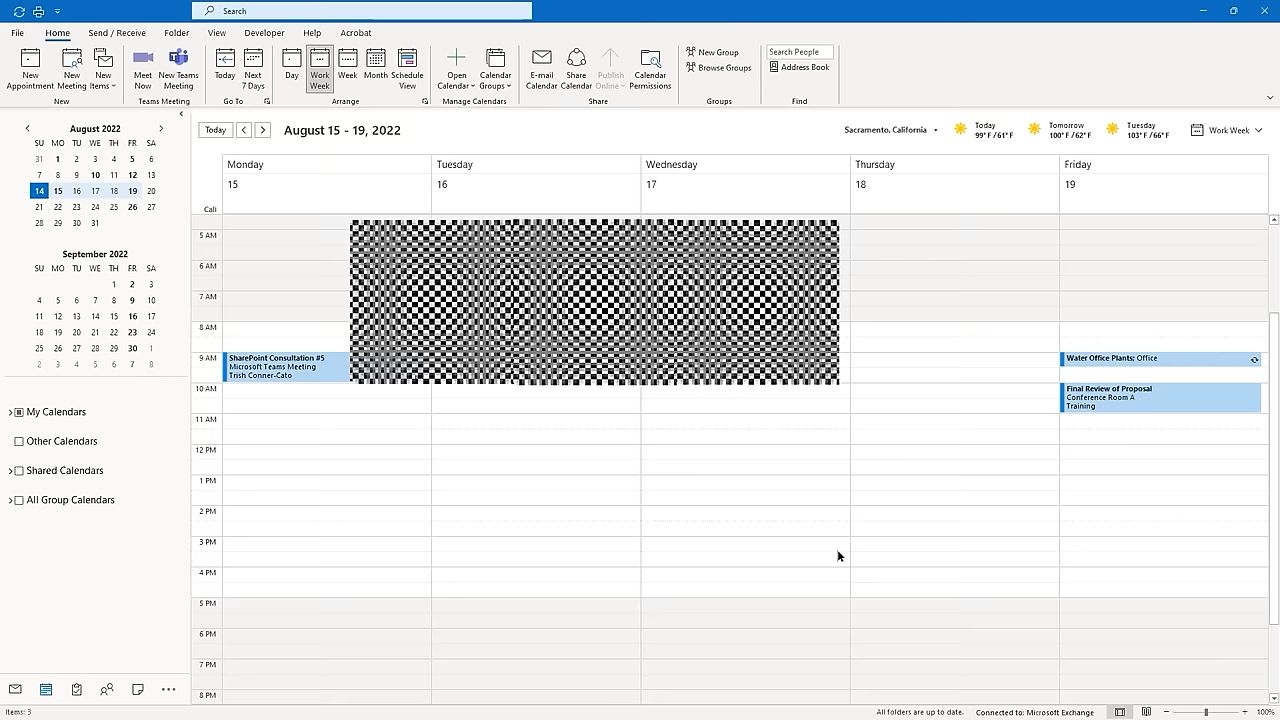 Search
File Home Send / Receive Folder View Developer Help Acrobat
New Appointment
New Meeting
New Items
New
Meet Now
New Teams Meeting
Teams Meeting
Today
Next 7 Days
Go To
Day
Work Week
Week
Month
Schedule View
Arrange
Open Calendar
Calendar Groups
Manage Calendars
E-mail Calendar
Share Calendar
Publish Online
Calendar Permissions
Share
New Group
Browse Groups
Groups
Search People
Address Book
Find
August 2022
SU MO TU WE TH FR SA
31 1 2 3 4 5 6
7 8 9 10 11 12 13
14 15 16 17 18 19 20
21 22 23 24 25 26 27
28 29 30 31
September 2022
SU MO TU WE TH FR SA
1 2 3
4 5 6 7 8 9 10
11 12 13 14 15 16 17
18 19 20 21 22 23 24
25 26 27 28 29 30 1
2 3 4 5 6 7 8
My Calendars
Other Calendars
Shared Calendars
All Group Calendars
Today August 15 - 19, 2022
Sacramento, California
Today
99° F / 61° F
Tomorrow
100° F / 62° F
Tuesday
103° F / 66° F
Work Week
Monday Tuesday Wednesday Thursday Friday
15 16 17 18 19
Cali
5 AM
6 AM
7 AM
8 AM
9 AM
10 AM
11 AM
12 PM
1 PM
2 PM
3 PM
4 PM
5 PM
6 PM
7 PM
8 PM
SharePoint Consultation #5
Microsoft Teams Meeting
Trish Conner-Cato
Water Office Plants; Office
Final Review of Proposal
Conference Room A
Training
Items: 3
All folders are up to date. Connected to: Microsoft Exchange
100%